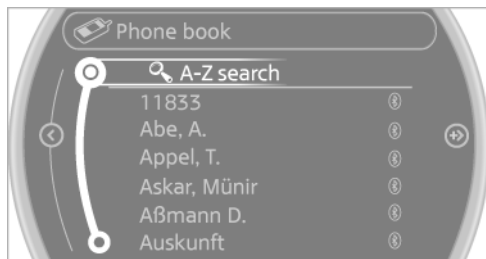 Phone book
A-Z search
11833
Abe, A.
Appel, T.
Askar, Münir
Aßmann D.
Auskunft